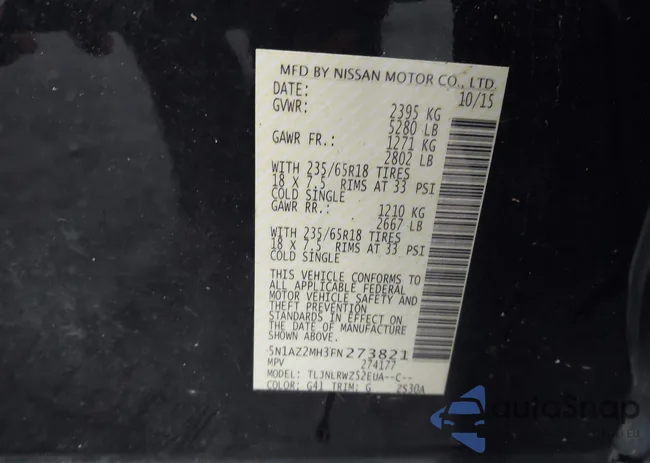 MFD BY NISSAN MOTOR CO., LTD.
DATE: 10/15
GVWR: 2395 KG
5280 LB
GAWR FR.: 1271 KG
2802 LB
WITH 235/65R18 TIRES
18 X 7.5 RIMS AT 33 PSI
COLD SINGLE
GAWR RR.: 1210 KG
2667 LB
WITH 235/65R18 TIRES
18 X 7.5 RIMS AT 33 PSI
COLD SINGLE
THIS VEHICLE CONFORMS TO
ALL APPLICABLE FEDERAL
MOTOR VEHICLE SAFETY AND
THEFT PREVENTION
STANDARDS IN EFFECT ON
THE DATE OF MANUFACTURE
SHOWN ABOVE.
5N1AZ2MH3FN273821
MPV 274177
MODEL: TLJNLRWZ52EUA--C--
COLOR: G41 TRIM: G ZS30A
autoSnap